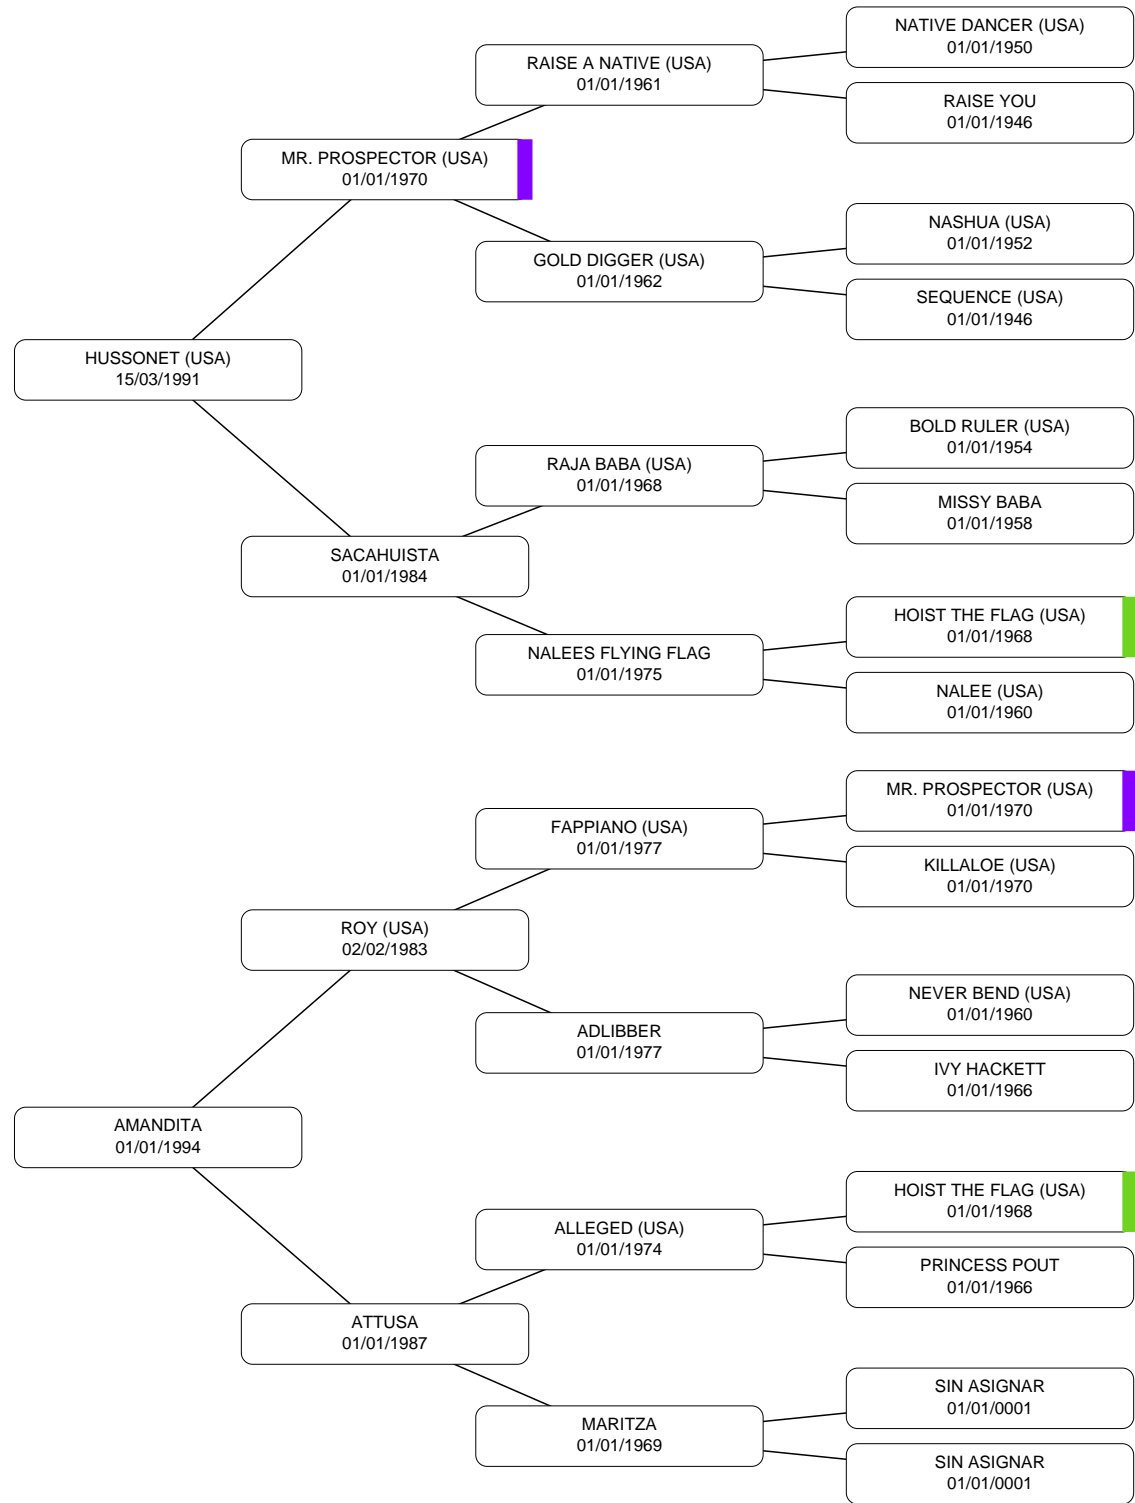 NATIVE DANCER (USA)
01/01/1950
RAISE A NATIVE (USA)
01/01/1961
RAISE YOU
01/01/1946
MR. PROSPECTOR (USA)
01/01/1970
NASHUA (USA)
01/01/1952
GOLD DIGGER (USA)
01/01/1962
SEQUENCE (USA)
01/01/1946
HUSSONET (USA)
15/03/1991
BOLD RULER (USA)
01/01/1954
RAJA BABA (USA)
01/01/1968
MISSY BABA
01/01/1958
SACAHUISTA
01/01/1984
HOIST THE FLAG (USA)
01/01/1968
NALEES FLYING FLAG
01/01/1975
NALEE (USA)
01/01/1960
MR. PROSPECTOR (USA)
01/01/1970
FAPPIANO (USA)
01/01/1977
KILLALOE (USA)
01/01/1970
ROY (USA)
02/02/1983
NEVER BEND (USA)
01/01/1960
ADLIBBER
01/01/1977
IVY HACKETT
01/01/1966
AMANDITA
01/01/1994
HOIST THE FLAG (USA)
01/01/1968
ALLEGED (USA)
01/01/1974
PRINCESS POUT
01/01/1966
ATTUSA
01/01/1987
SIN ASIGNAR
01/01/0001
MARITZA
01/01/1969
SIN ASIGNAR
01/01/0001